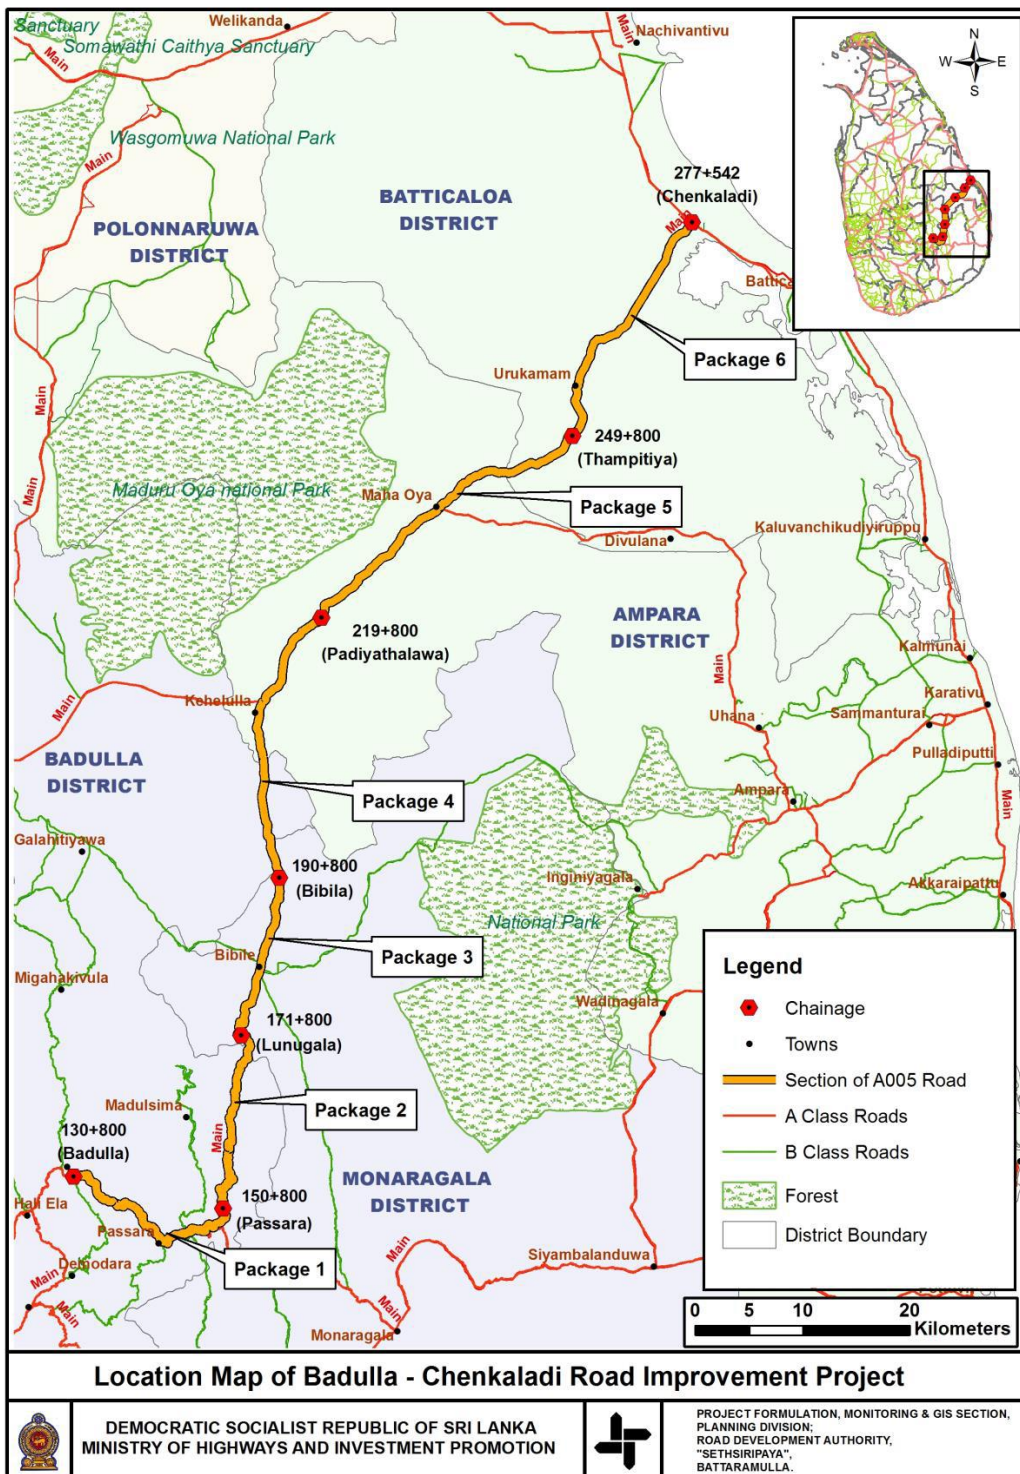 Sanctuary
Welikanda
Somawathi Caithya Sanctuary
Main
Nachivantivu
Main
Wasgomuwa National Park
Main
N
W
E
S
277+542
(Chenkaladi)
Main
BATTICALOA
DISTRICT
POLONNARUWA
DISTRICT
Battica
Package 6
Urukamam
Main
249+800
(Thampitiya)
Maduru Oya national Park
Maha Oya
Main
Package 5
Divulana
Kaluvanchikudiyiruppu
AMPARA
DISTRICT
219+800
(Padiyathalawa)
Kalmunai
Main
Kehelulla
Main
Karativu
Uhana
Sammanturai
BADULLA
DISTRICT
Pulladiputti
Package 4
Ampara
Main
Galahitiyawa
190+800
(Bibila)
Inginiyagala
Akkaraipattu
National Park
Package 3
Bibile
Migahakivula
Wadinagala
171+800
(Lunugala)
Madulsima
Package 2
130+800
(Badulla)
Main
MONARAGALA
DISTRICT
Hali Ela
150+800
(Passara)
Passara
Package 1
Main
Siyambalanduwa
Demodara
Main
Main
Main
Monaragala
Legend
Chainage
Towns
Section of A005 Road
A Class Roads
B Class Roads
Forest
District Boundary
0 5 10 20
Kilometers
Location Map of Badulla - Chenkaladi Road Improvement Project
DEMOCRATIC SOCIALIST REPUBLIC OF SRI LANKA
MINISTRY OF HIGHWAYS AND INVESTMENT PROMOTION
PROJECT FORMULATION, MONITORING & GIS SECTION,
PLANNING DIVISION;
ROAD DEVELOPMENT AUTHORITY,
"SETHSIRIPAYA",
BATTARAMULLA.